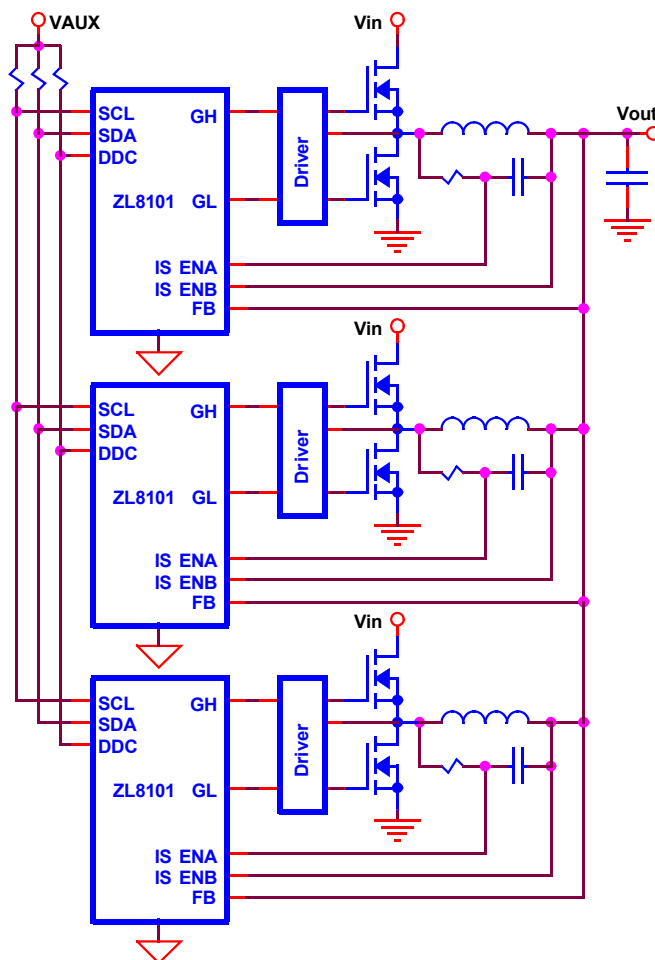 VAUX
Vin
SCL
GH
SDA
DDC
Driver
Vout
ZL8101
GL
IS ENA
IS ENB
FB
Vin
SCL
GH
SDA
DDC
Driver
ZL8101
GL
IS ENA
IS ENB
FB
Vin
SCL
GH
SDA
DDC
Driver
ZL8101
GL
IS ENA
IS ENB
FB